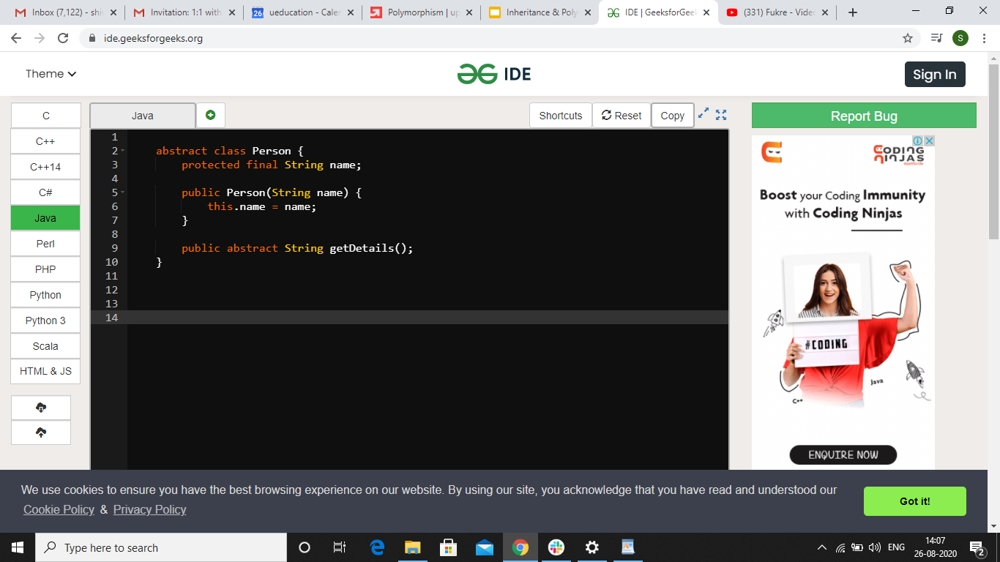 Inbox (7,122) - shi
Invitation: 1:1 with
26
ueducation - Caler
Polymorphism | up
Inheritance & Poly
IDE | GeeksforGee
(331) Fukre - Video
ide.geeksforgeeks.org
S
Theme
IDE
Sign In
C
C++
C++14
C#
Java
Perl
PHP
Python
Python 3
Scala
HTML & JS
Java
Shortcuts
Reset
Copy
1
2 abstract class Person {
3 protected final String name;
4
5 public Person(String name) {
6 this.name = name;
7 }
8
9 public abstract String getDetails();
10 }
11
12
13
14
Report Bug
CODING
NINJAS
Boost your Coding Immunity
with Coding Ninjas
#CODING
Java
C++
ENQUIRE NOW
We use cookies to ensure you have the best browsing experience on our website. By using our site, you acknowledge that you have read and understood our
Cookie Policy & Privacy Policy
Got it!
Type here to search
ENG
14:07
26-08-2020
2